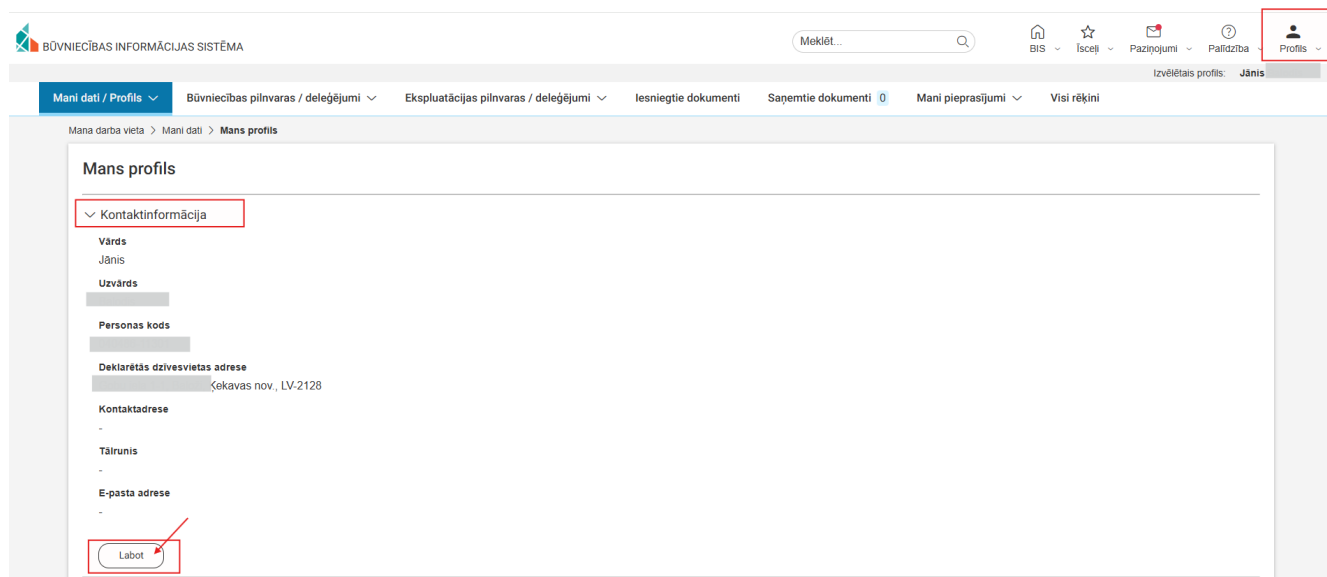 BŪVNIECĪBAS INFORMĀCIJAS SISTĒMA
Meklēt...
BIS
Īsceļi
Paziņojumi
Palīdzība
Profils
Izvēlētais profils: Jānis
Mani dati / Profils
Būvniecības pilnvaras / deleģējumi
Ekspluatācijas pilnvaras / deleģējumi
Iesniegtie dokumenti
Saņemtie dokumenti 0
Mani pieprasījumi
Visi rēķini
Mana darba vieta > Mani dati > Mans profils
Mans profils
Kontaktinformācija
Vārds
Jānis
Uzvārds
Personas kods
Deklarētās dzīvesvietas adrese
Ķekavas nov., LV-2128
Kontaktadrese
-
Tālrunis
-
E-pasta adrese
-
Labot